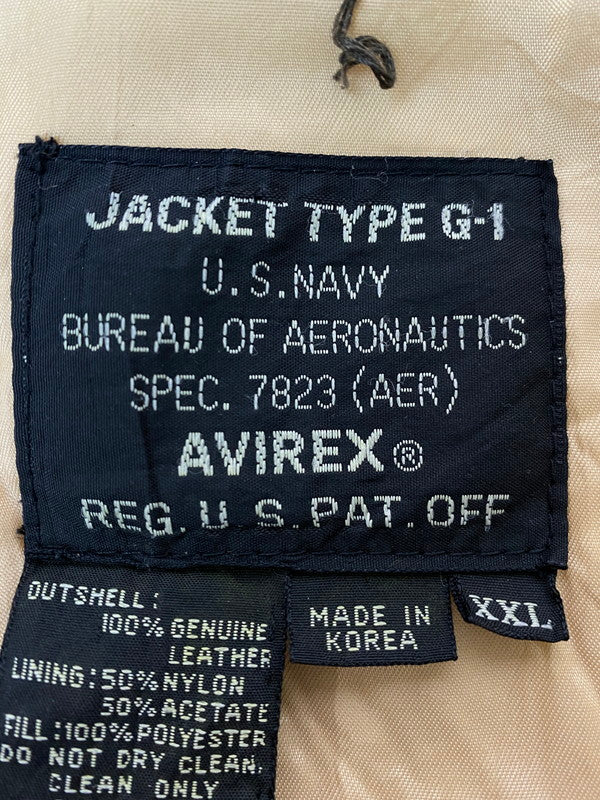 JACKET TYPE G-1
U.S.NAVY
BUREAU OF AERONAUTICS
SPEC. 7823 (AER)
AVIREX®
REG. U.S. PAT. OFF
OUTSHELL:
100% GENUINE
LEATHER
LINING: 50% NYLON
50% ACETATE
FILL: 100% POLYESTER
DO NOT DRY CLEAN.
CLEAN ONLY
MADE IN
KOREA
XXL